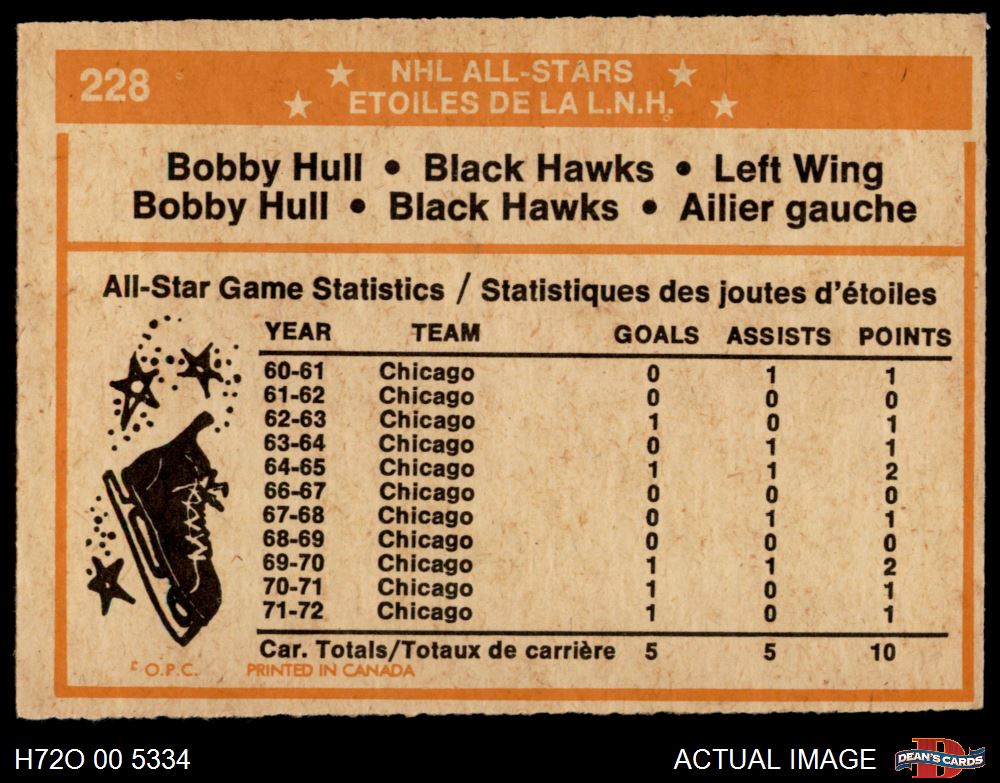 228
NHL ALL-STARS
ETOILES DE LA L.N.H.
Bobby Hull • Black Hawks • Left Wing
Bobby Hull • Black Hawks • Ailier gauche
All-Star Game Statistics / Statistiques des joutes d'étoiles
YEAR TEAM GOALS ASSISTS POINTS
60-61 Chicago 0 1 1
61-62 Chicago 0 0 0
62-63 Chicago 1 0 1
63-64 Chicago 0 1 1
64-65 Chicago 1 1 2
66-67 Chicago 0 0 0
67-68 Chicago 0 1 1
68-69 Chicago 0 0 0
69-70 Chicago 1 1 2
70-71 Chicago 1 0 1
71-72 Chicago 1 0 1
Car. Totals/Totaux de carrière 5 5 10
O.P.C. PRINTED IN CANADA
H72O 00 5334 ACTUAL IMAGE DEAN'S CARDS